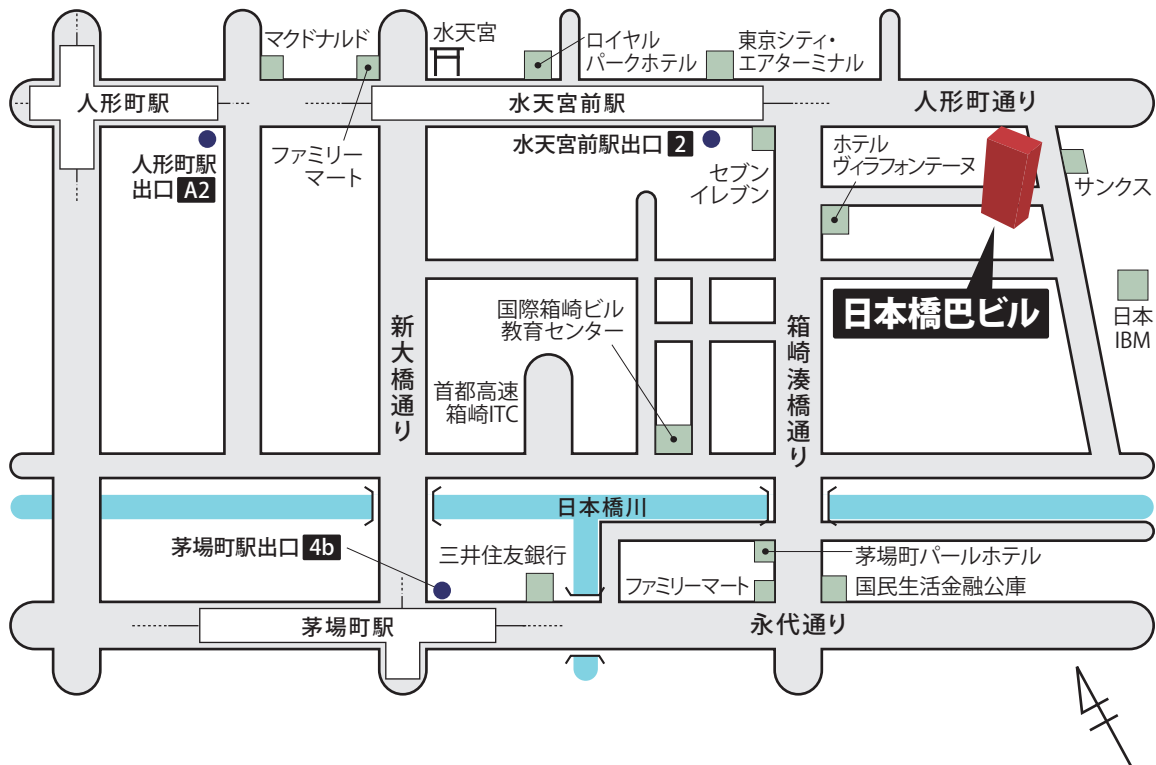 マクドナルド
水天宮
ロイヤル
パークホテル
東京シティ・
エアターミナル
人形町駅
水天宮前駅
人形町通り
人形町駅
出口 A2
ファミリー
マート
水天宮前駅出口 2
セブン
イレブン
ホテル
ヴィラフォンテーヌ
サンクス
日本橋巴ビル
日本
IBM
新大橋通り
国際箱崎ビル
教育センター
首都高速
箱崎ITC
箱崎湊橋通り
日本橋川
茅場町駅出口 4b
三井住友銀行
茅場町パールホテル
ファミリーマート
国民生活金融公庫
茅場町駅
永代通り